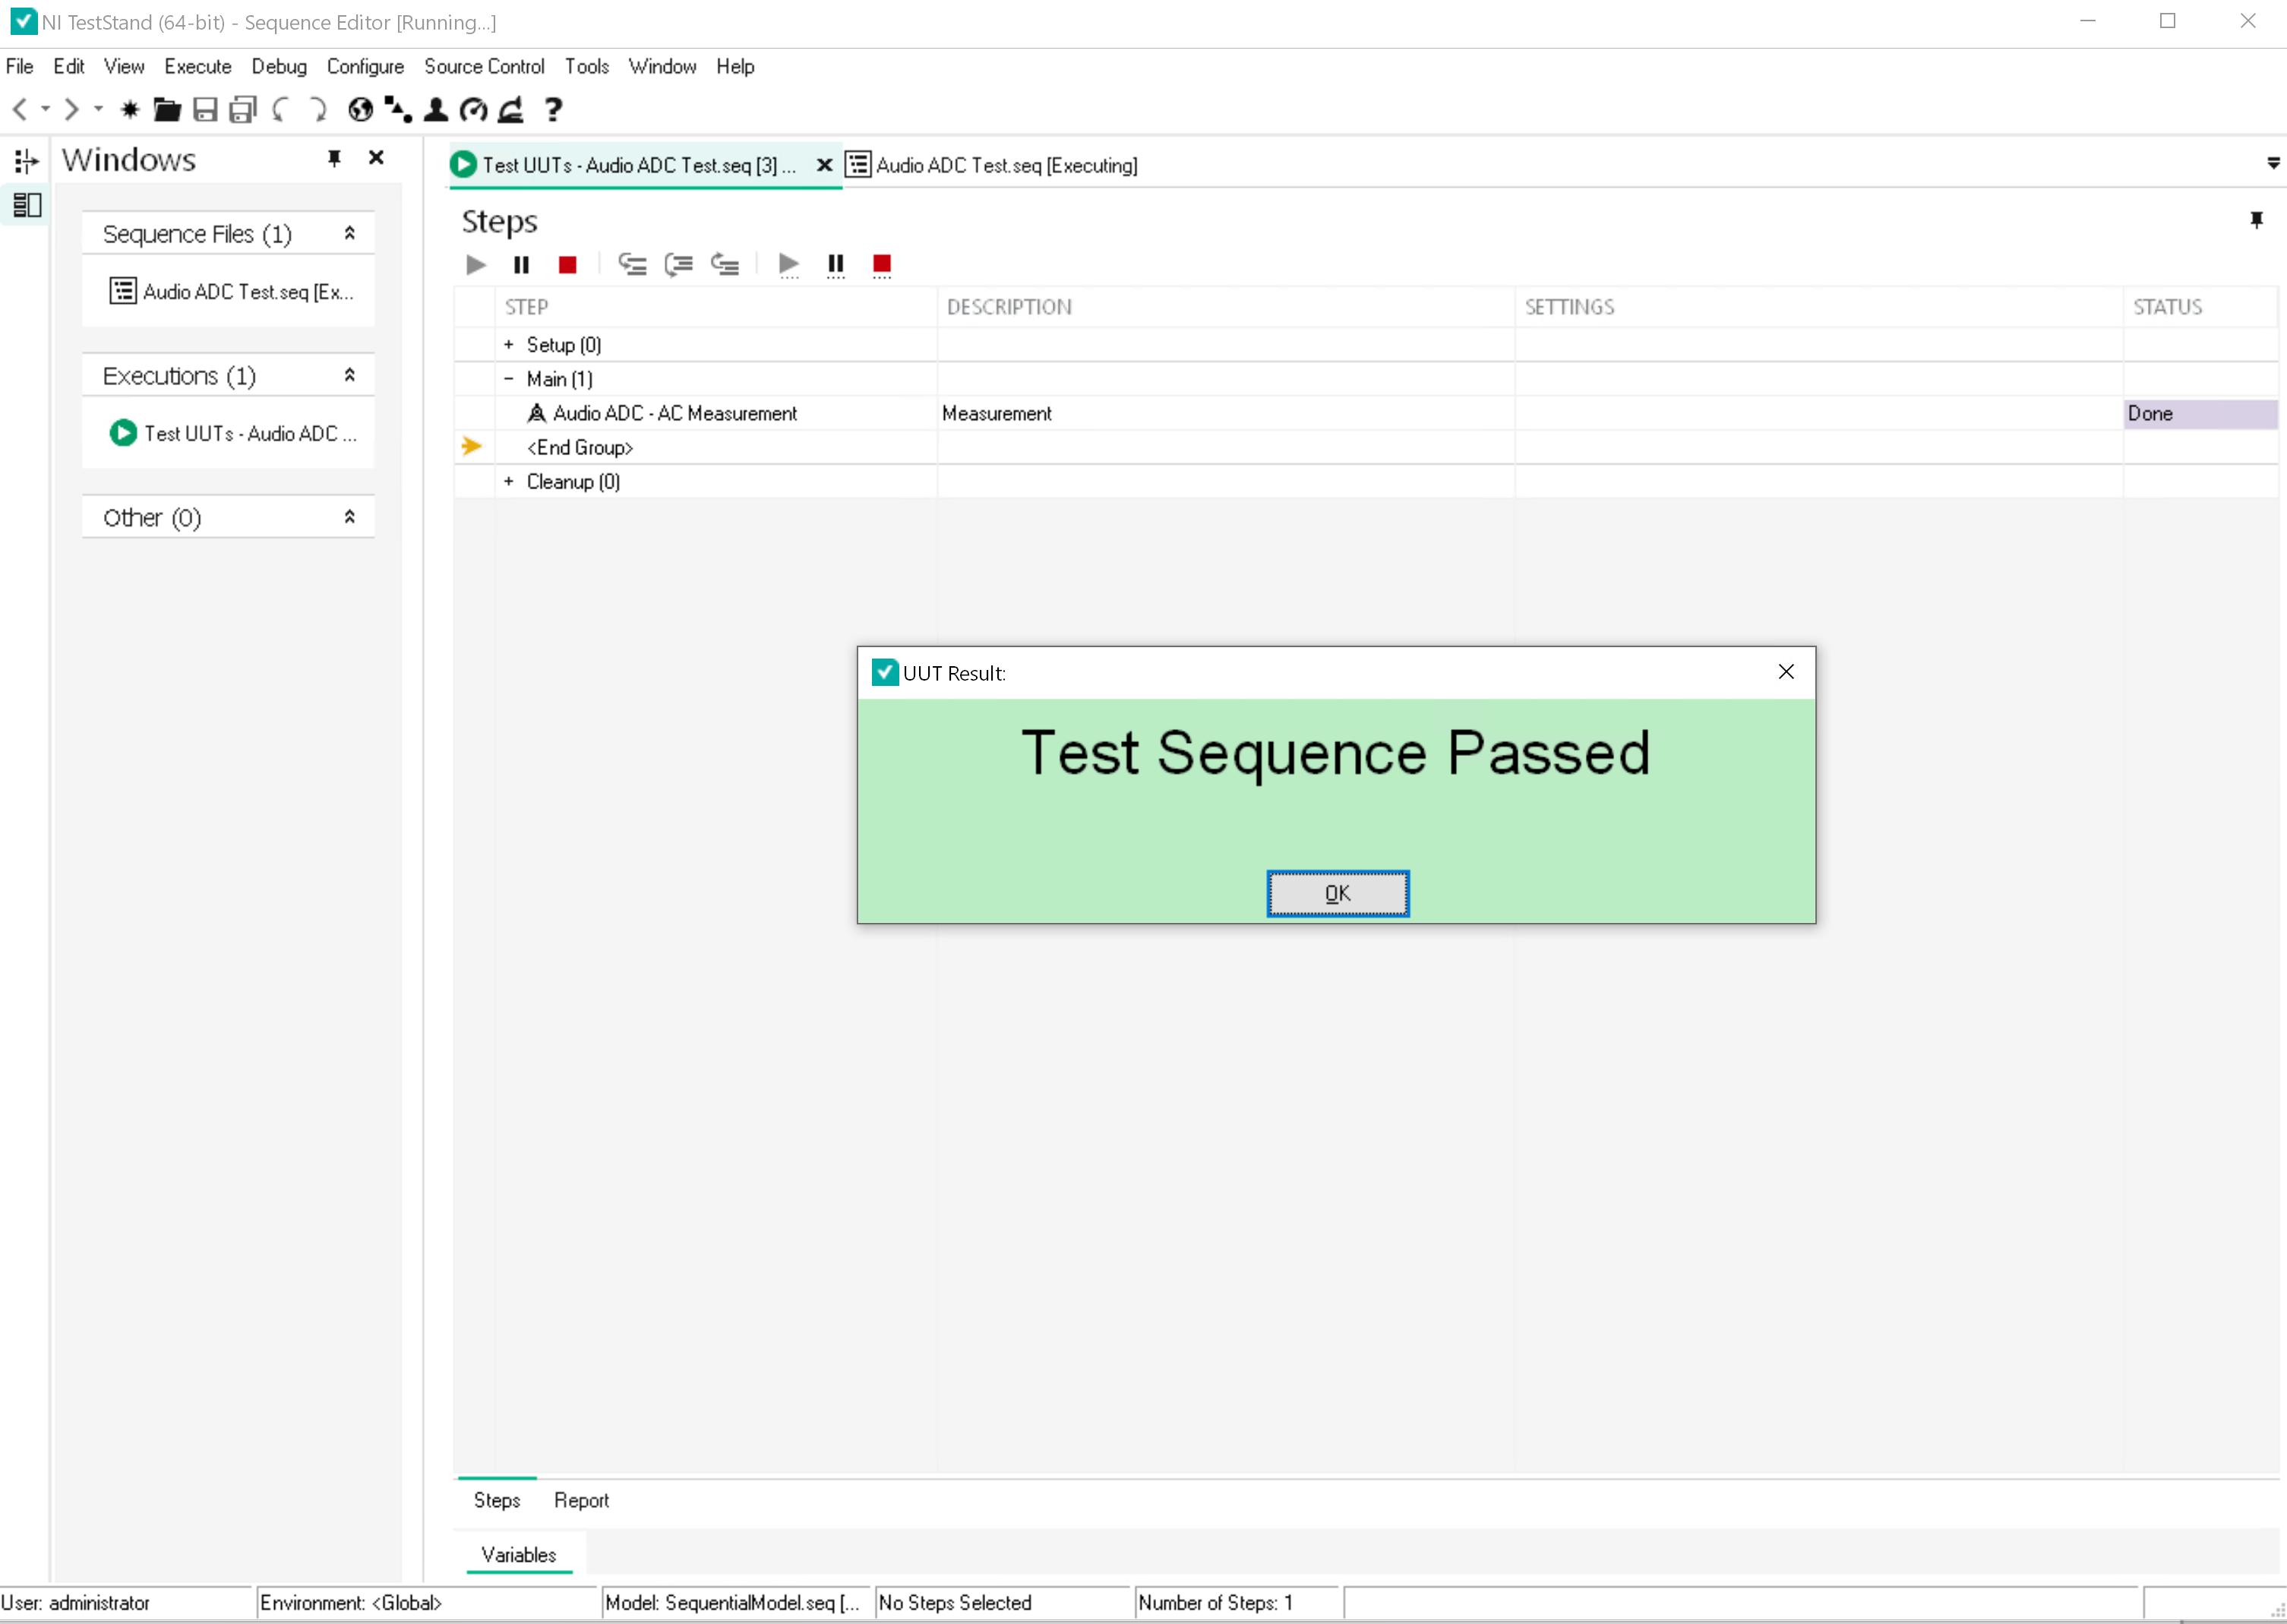 NI TestStand (64-bit) - Sequence Editor [Running...]
File Edit View Execute Debug Configure Source Control Tools Window Help
Windows
Sequence Files (1)
Audio ADC Test.seq [Ex...
Executions (1)
Test UUTs - Audio ADC ...
Other (0)
Test UUTs - Audio ADC Test.seq [3] ...
Audio ADC Test.seq [Executing]
Steps
STEP DESCRIPTION SETTINGS STATUS
+ Setup (0)
- Main (1)
Audio ADC - AC Measurement Measurement Done
<End Group>
+ Cleanup (0)
UUT Result:
Test Sequence Passed
OK
Steps Report
Variables
User: administrator Environment: <Global> Model: SequentialModel.seq [... No Steps Selected Number of Steps: 1